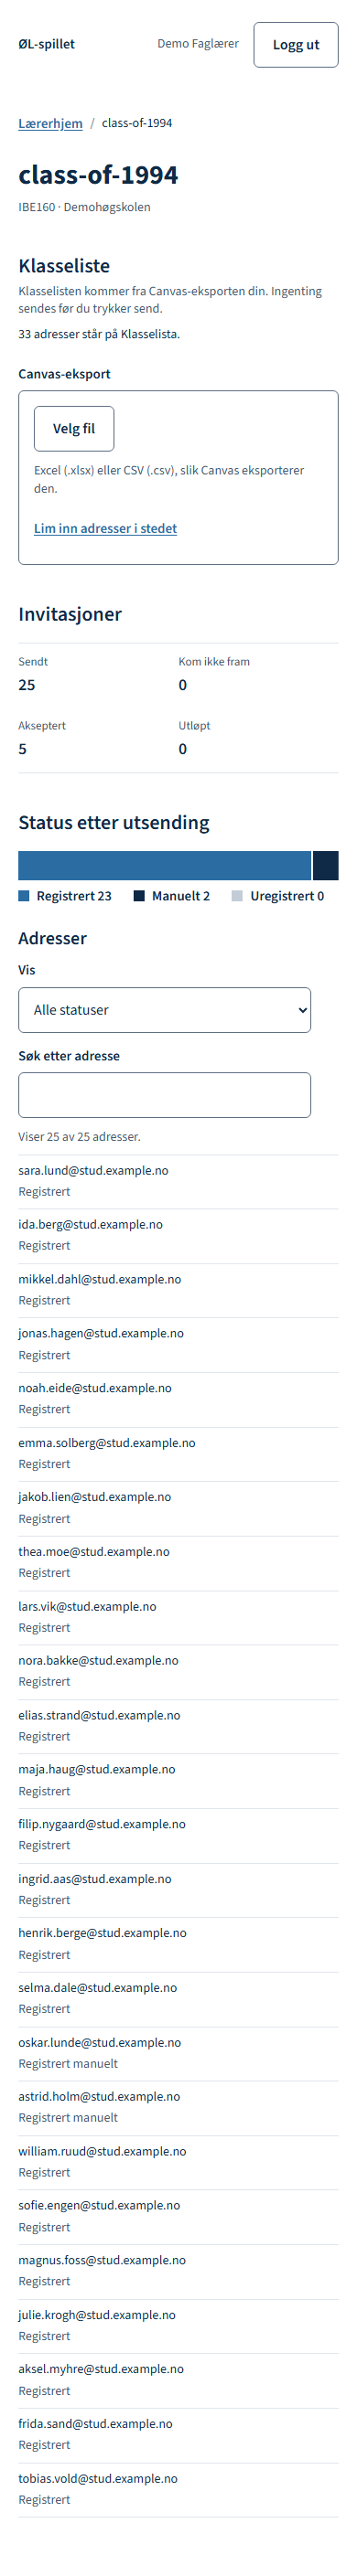 ØL-spillet
Demo Faglærer
Logg ut
Lærerhjem / class-of-1994
class-of-1994
IBE160 · Demohøgskolen
Klasseliste
Klasselisten kommer fra Canvas-eksporten din. Ingenting
sendes før du trykker send.
33 adresser står på Klasselista.
Canvas-eksport
Velg fil
Excel (.xlsx) eller CSV (.csv), slik Canvas eksporterer
den.
Lim inn adresser i stedet
Invitasjoner
Sendt
25
Kom ikke fram
0
Akseptert
5
Utløpt
0
Status etter utsending
Registrert 23
Manuelt 2
Uregistrert 0
Adresser
Vis
Alle statuser
Søk etter adresse
Viser 25 av 25 adresser.
sara.lund@stud.example.no
Registrert
ida.berg@stud.example.no
Registrert
mikkel.dahl@stud.example.no
Registrert
jonas.hagen@stud.example.no
Registrert
noah.eide@stud.example.no
Registrert
emma.solberg@stud.example.no
Registrert
jakob.lien@stud.example.no
Registrert
thea.moe@stud.example.no
Registrert
lars.vik@stud.example.no
Registrert
nora.bakke@stud.example.no
Registrert
elias.strand@stud.example.no
Registrert
maja.haug@stud.example.no
Registrert
filip.nygaard@stud.example.no
Registrert
ingrid.aas@stud.example.no
Registrert
henrik.berge@stud.example.no
Registrert
selma.dale@stud.example.no
Registrert
oskar.lunde@stud.example.no
Registrert manuelt
astrid.holm@stud.example.no
Registrert manuelt
william.ruud@stud.example.no
Registrert
sofie.engen@stud.example.no
Registrert
magnus.foss@stud.example.no
Registrert
julie.krogh@stud.example.no
Registrert
aksel.myhre@stud.example.no
Registrert
frida.sand@stud.example.no
Registrert
tobias.vold@stud.example.no
Registrert